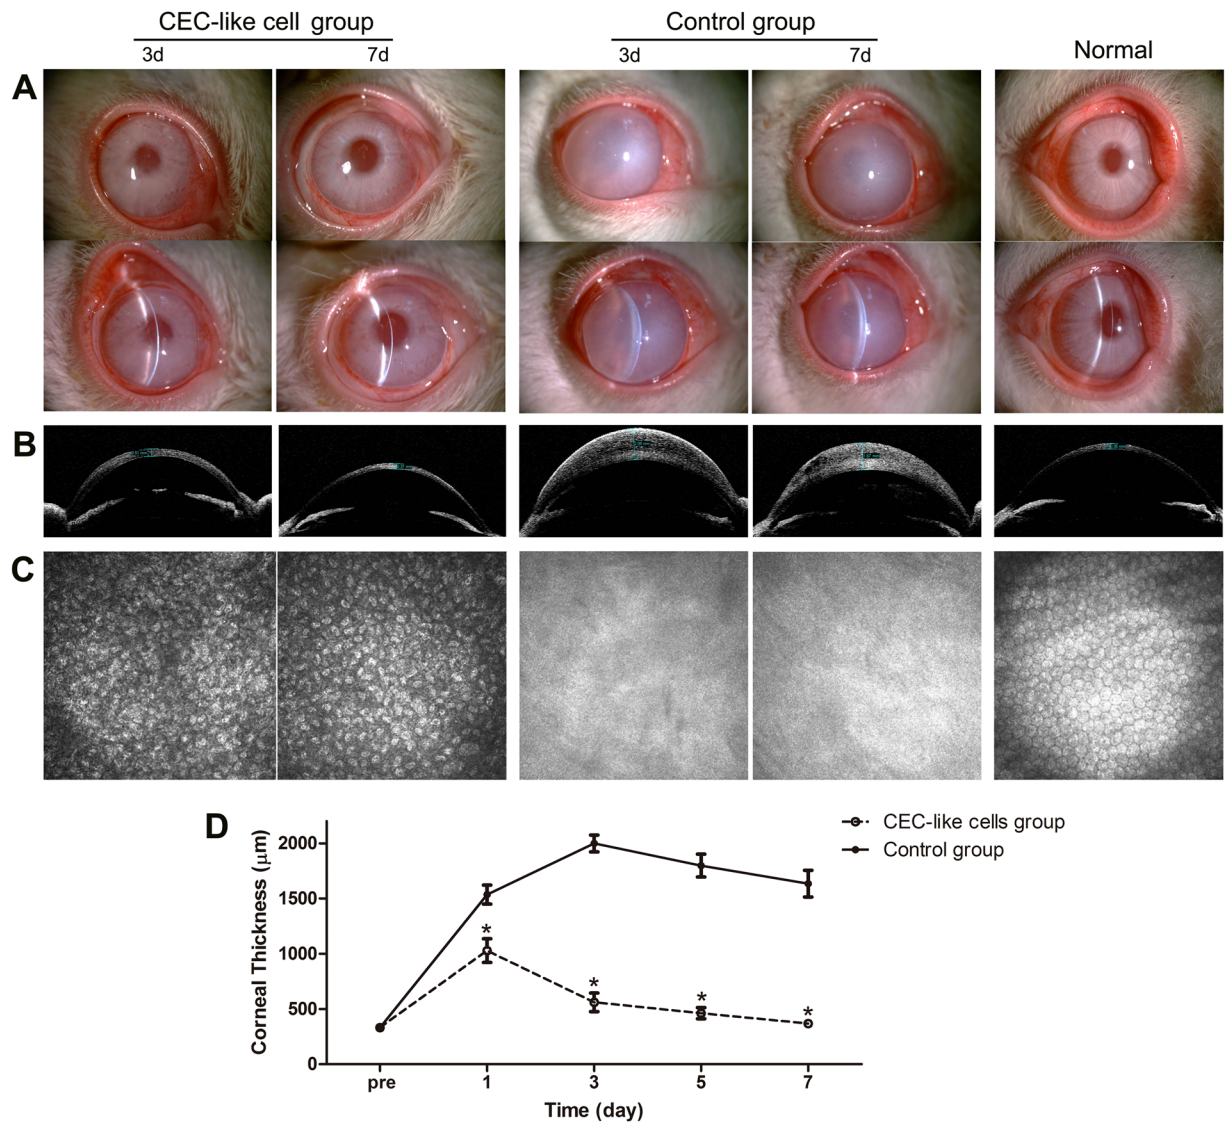 CEC-like cell group
Control group
3d
7d
3d
7d
Normal
A
B
C
D
CEC-like cells group
Control group
Corneal Thickness (μm)
2000
1500
1000
500
0
*
*
*
*
pre
1
3
5
7
Time (day)